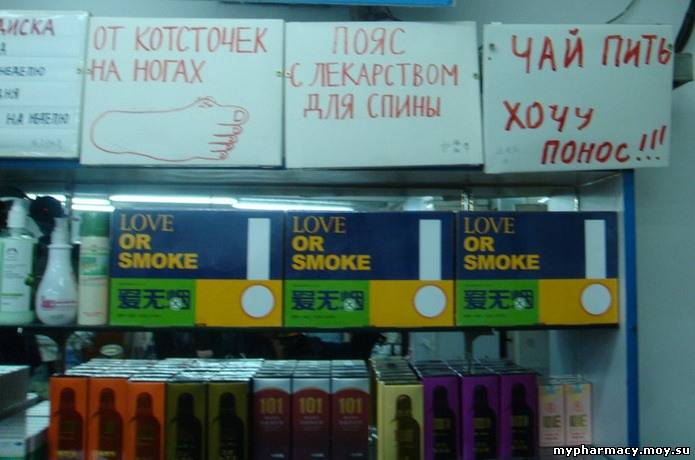 ДИСКА
НА НЕДЕЛЮ
ОТ КОТСТОЧЕК
НА НОГАХ
ПОЯС
С ЛЕКАРСТВОМ
ДЛЯ СПИНЫ
ЧАЙ ПИТЬ
ХОЧУ
ПОНОС!!!
LOVE
OR
SMOKE
爱无烟
LOVE
OR
SMOKE
爱无烟
LOVE
OR
SMOKE
爱无烟
101
101
101
mypharmacy.moy.su